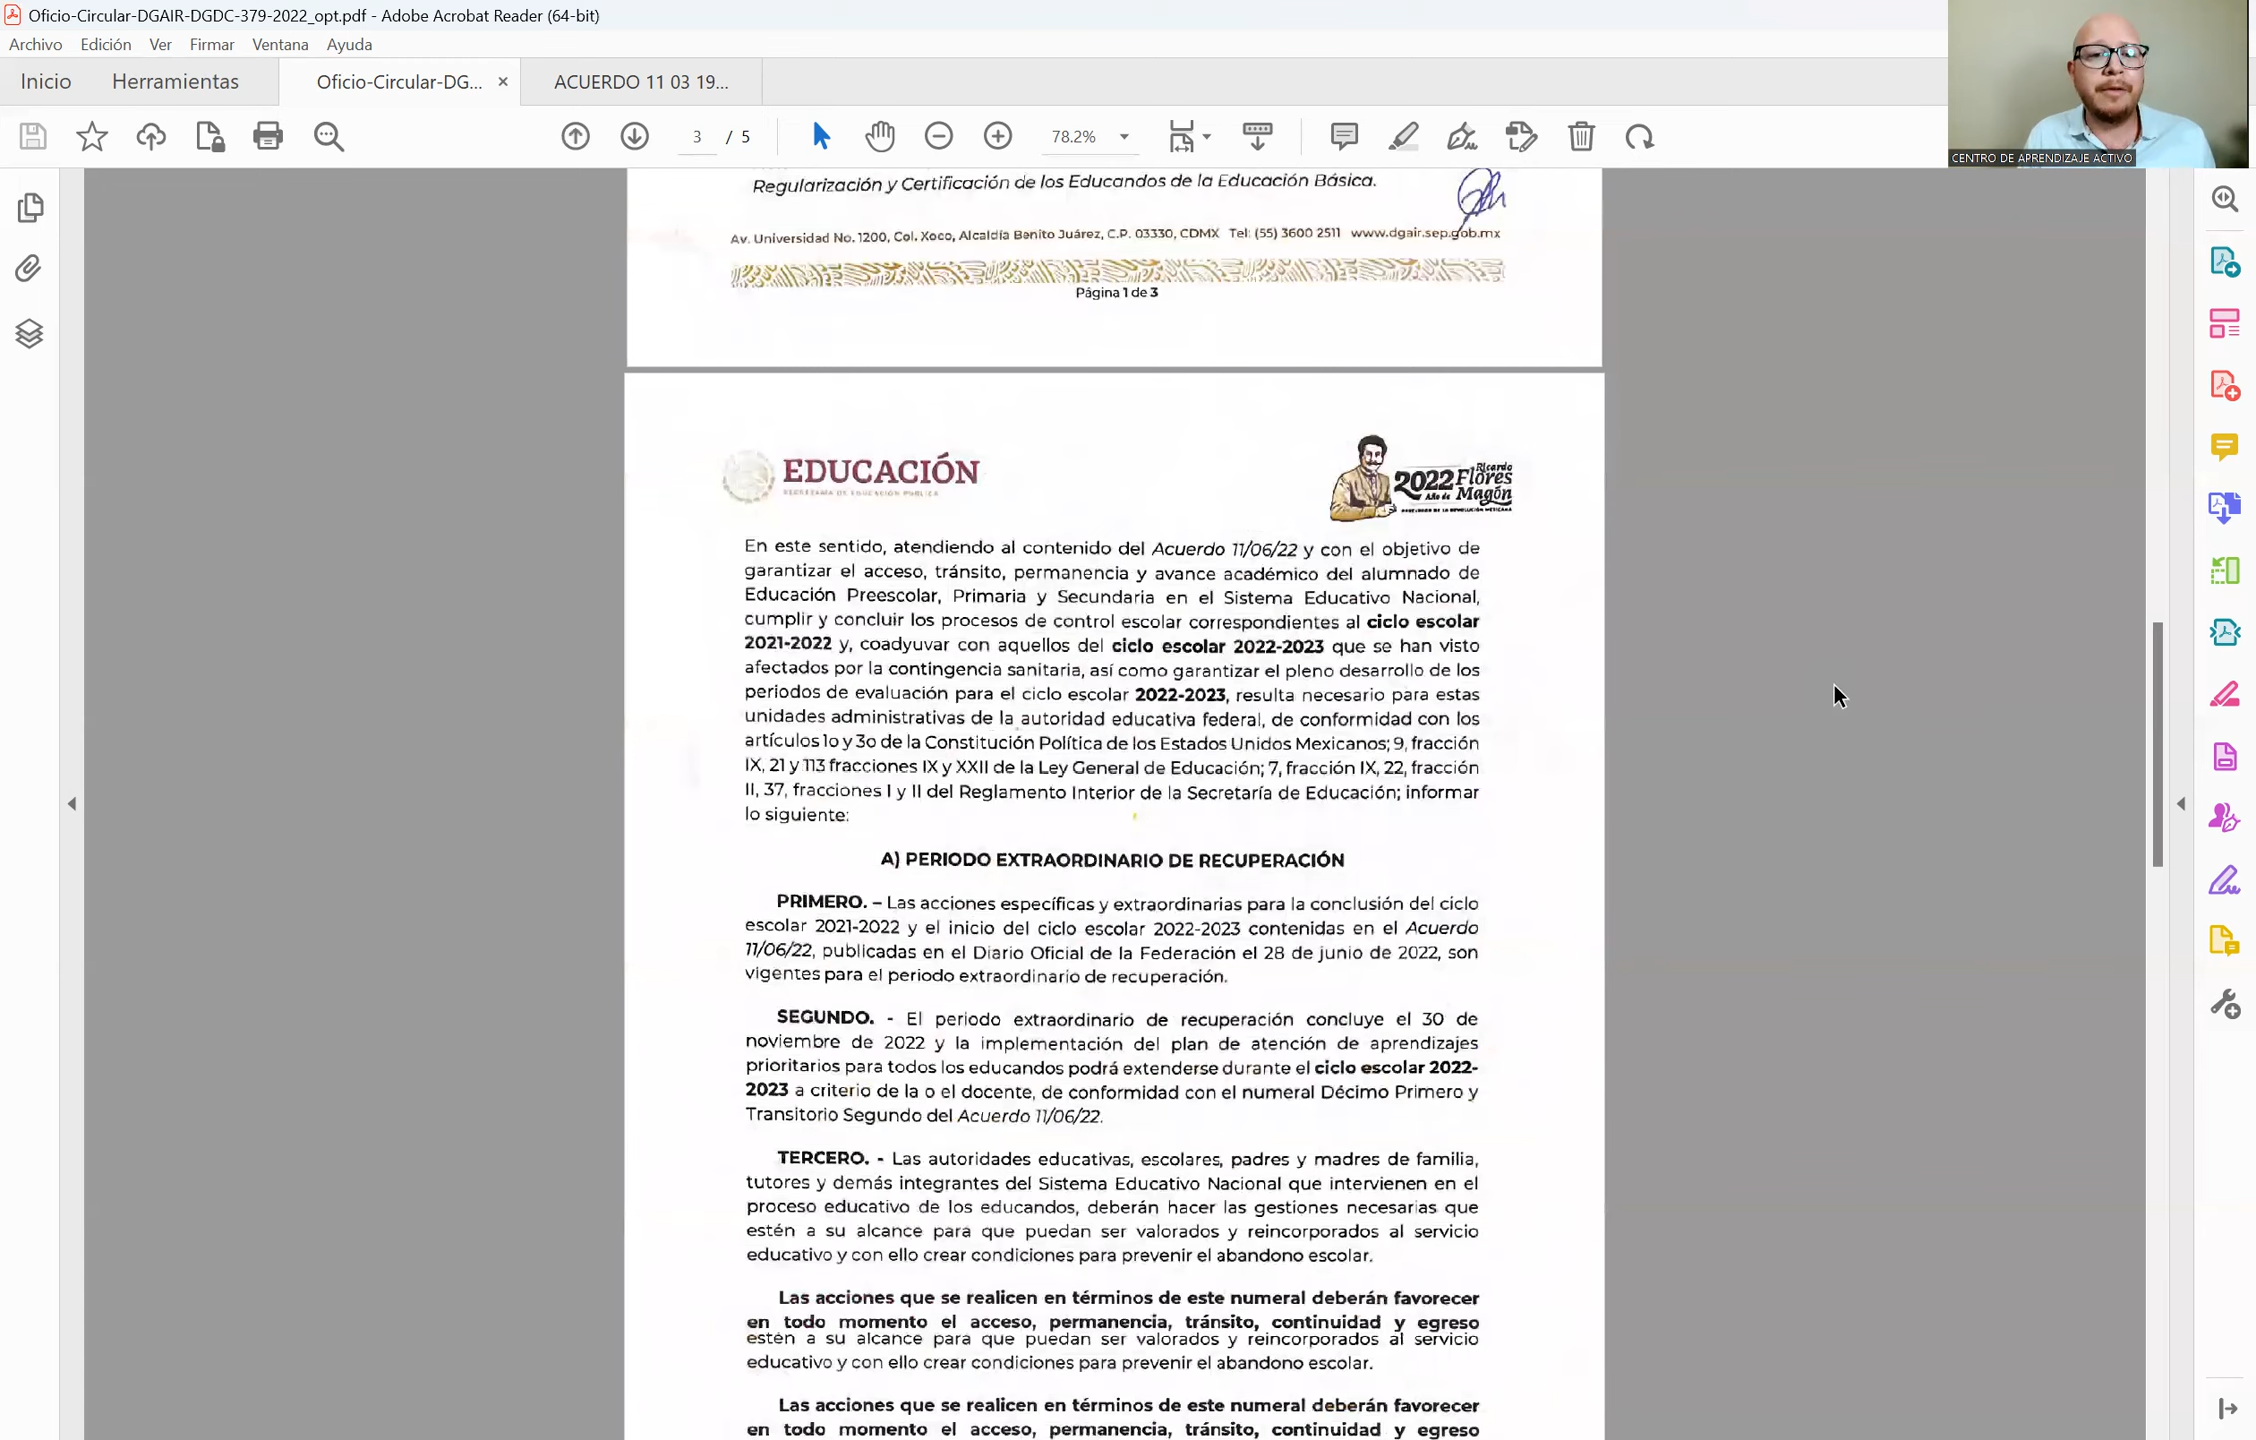 Oficio-Circular-DGAIR-DGDC-379-2022_opt.pdf - Adobe Acrobat Reader (64-bit)
Archivo Edición Ver Firmar Ventana Ayuda
Inicio Herramientas Oficio-Circular-DG... × ACUERDO 11 03 19...
3 / 5 78.2%
CENTRO DE APRENDIZAJE ACTIVO
Regularización y Certificación de los Educandos de la Educación Básica.
Av. Universidad No. 1200, Col. Xoco, Alcaldía Benito Juárez, C.P. 03330, CDMX Tel: (55) 3600 2511 www.dgair.sep.gob.mx
Página 1 de 3
EDUCACIÓN
SECRETARÍA DE EDUCACIÓN PÚBLICA
2022 Ricardo Flores
Año de Magón
PRECURSOR DE LA REVOLUCIÓN MEXICANA
En este sentido, atendiendo al contenido del Acuerdo 11/06/22 y con el objetivo de
garantizar el acceso, tránsito, permanencia y avance académico del alumnado de
Educación Preescolar, Primaria y Secundaria en el Sistema Educativo Nacional,
cumplir y concluir los procesos de control escolar correspondientes al ciclo escolar
2021-2022 y, coadyuvar con aquellos del ciclo escolar 2022-2023 que se han visto
afectados por la contingencia sanitaria, así como garantizar el pleno desarrollo de los
periodos de evaluación para el ciclo escolar 2022-2023, resulta necesario para estas
unidades administrativas de la autoridad educativa federal, de conformidad con los
artículos 1o y 3o de la Constitución Política de los Estados Unidos Mexicanos; 9, fracción
IX, 21 y 113 fracciones IX y XXII de la Ley General de Educación; 7, fracción IX, 22, fracción
II, 37, fracciones I y II del Reglamento Interior de la Secretaría de Educación; informar
lo siguiente:
A) PERIODO EXTRAORDINARIO DE RECUPERACIÓN
PRIMERO. – Las acciones específicas y extraordinarias para la conclusión del ciclo
escolar 2021-2022 y el inicio del ciclo escolar 2022-2023 contenidas en el Acuerdo
11/06/22, publicadas en el Diario Oficial de la Federación el 28 de junio de 2022, son
vigentes para el periodo extraordinario de recuperación.
SEGUNDO. - El periodo extraordinario de recuperación concluye el 30 de
noviembre de 2022 y la implementación del plan de atención de aprendizajes
prioritarios para todos los educandos podrá extenderse durante el ciclo escolar 2022-
2023 a criterio de la o el docente, de conformidad con el numeral Décimo Primero y
Transitorio Segundo del Acuerdo 11/06/22.
TERCERO. - Las autoridades educativas, escolares, padres y madres de familia,
tutores y demás integrantes del Sistema Educativo Nacional que intervienen en el
proceso educativo de los educandos, deberán hacer las gestiones necesarias que
estén a su alcance para que puedan ser valorados y reincorporados al servicio
educativo y con ello crear condiciones para prevenir el abandono escolar.
Las acciones que se realicen en términos de este numeral deberán favorecer
en todo momento el acceso, permanencia, tránsito, continuidad y egreso
estén a su alcance para que puedan ser valorados y reincorporados al servicio
educativo y con ello crear condiciones para prevenir el abandono escolar.
Las acciones que se realicen en términos de este numeral deberán favorecer
en todo momento el acceso, permanencia, tránsito, continuidad y egreso